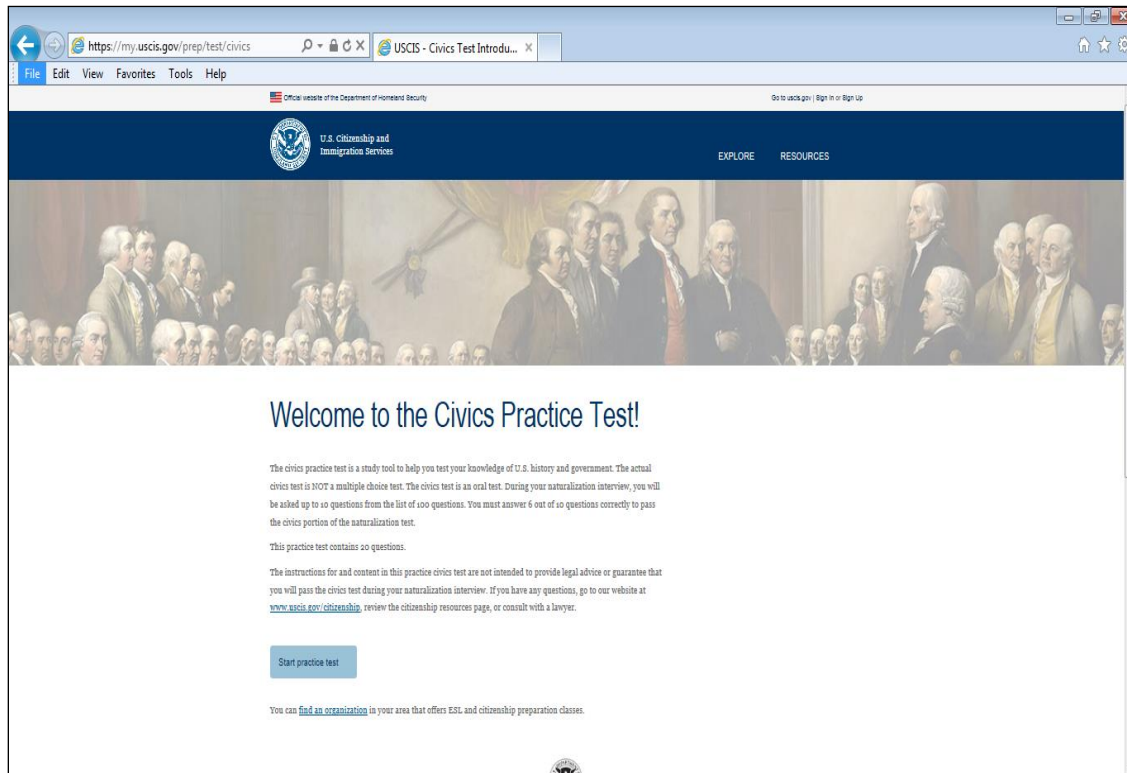 https://my.uscis.gov/prep/test/civics
USCIS - Civics Test Introdu...
File Edit View Favorites Tools Help
Official website of the Department of Homeland Security
Go to uscis.gov | Sign In or Sign Up
U.S. Citizenship and
Immigration Services
EXPLORE RESOURCES
Welcome to the Civics Practice Test!
The civics practice test is a study tool to help you test your knowledge of U.S. history and government. The actual
civics test is NOT a multiple choice test. The civics test is an oral test. During your naturalization interview, you will
be asked up to 10 questions from the list of 100 questions. You must answer 6 out of 10 questions correctly to pass
the civics portion of the naturalization test.
This practice test contains 20 questions.
The instructions for and content in this practice civics test are not intended to provide legal advice or guarantee that
you will pass the civics test during your naturalization interview. If you have any questions, go to our website at
www.uscis.gov/citizenship, review the citizenship resources page, or consult with a lawyer.
Start practice test
You can find an organization in your area that offers ESL and citizenship preparation classes.